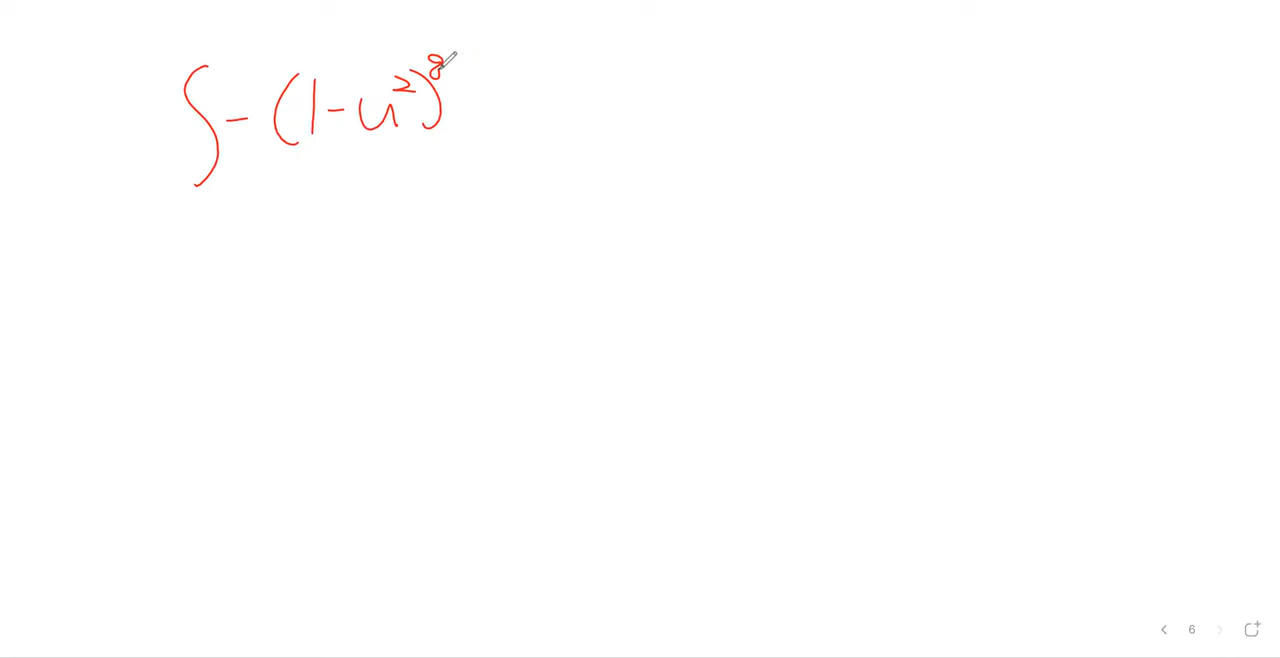 ∫ - (1 - u²)⁸
6